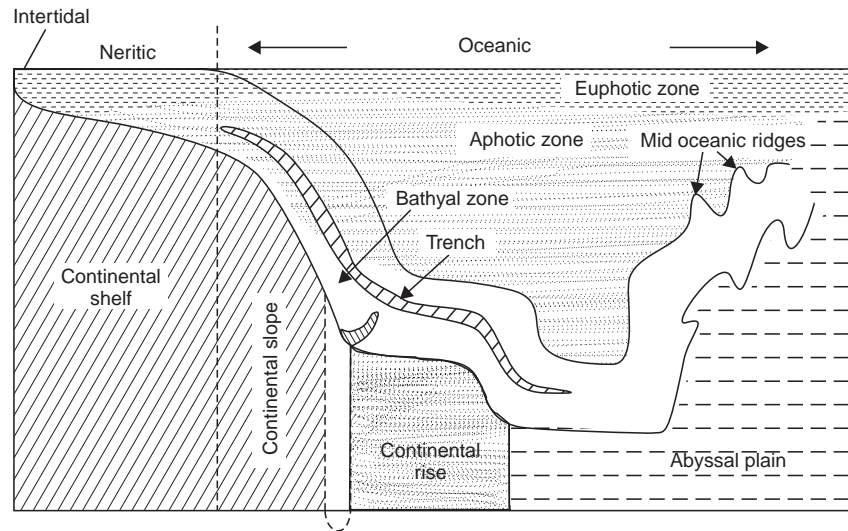 Intertidal
Neritic
Oceanic
Euphotic zone
Aphotic zone
Mid oceanic ridges
Bathyal zone
Trench
Continental
shelf
Continental slope
Continental
rise
Abyssal plain